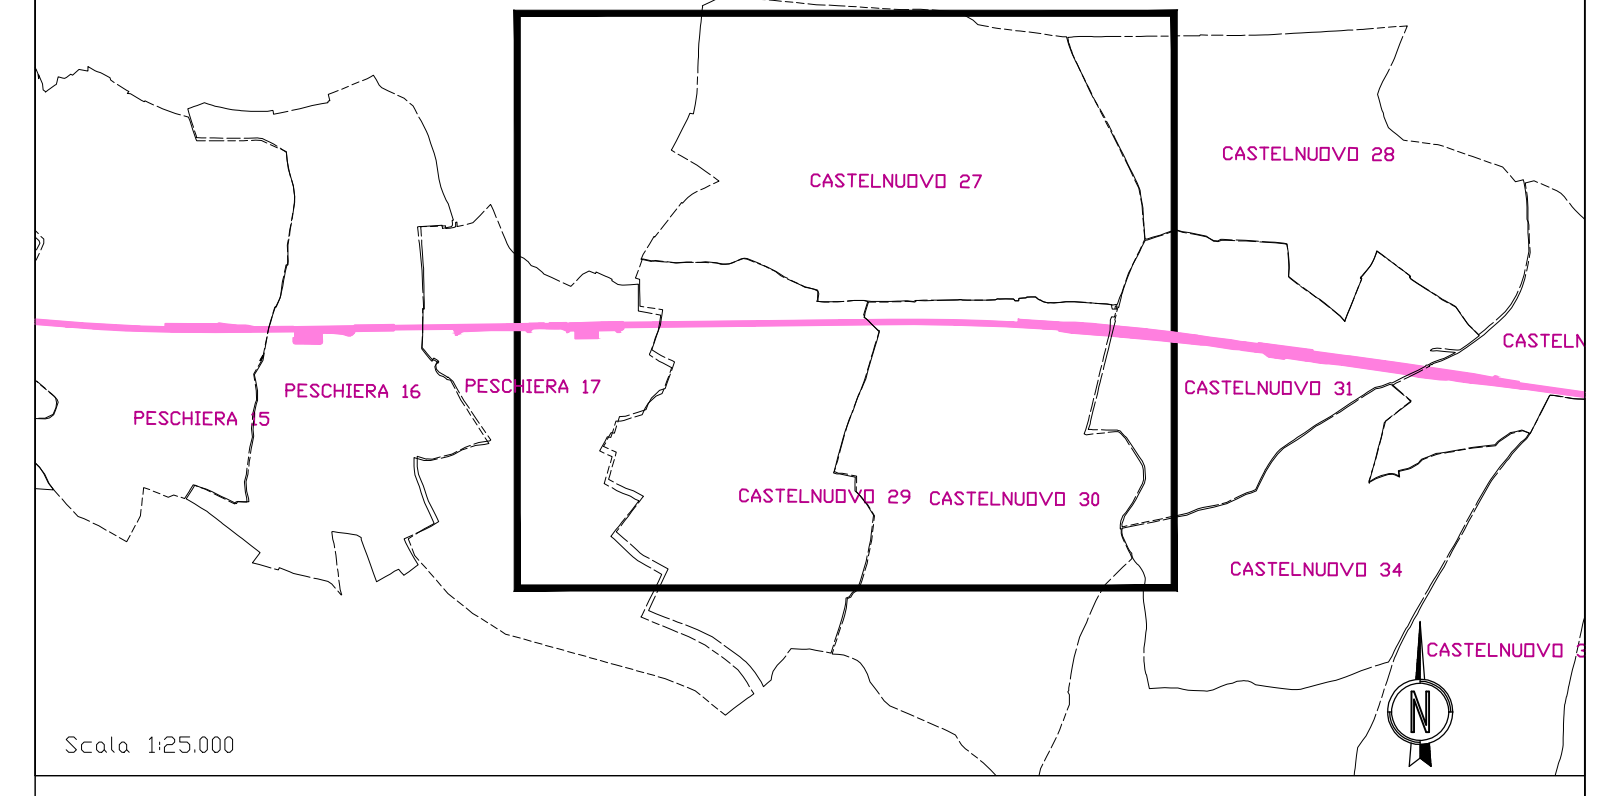 CASTELNUOVO 28
CASTELNUOVO 27
CASTELN
PESCHIERA 17
CASTELNUOVO 31
PESCHIERA 16
PESCHIERA 15
CASTELNUOVO 29
CASTELNUOVO 30
CASTELNUOVO 34
CASTELNUOVO 3
N
Scala 1:25.000